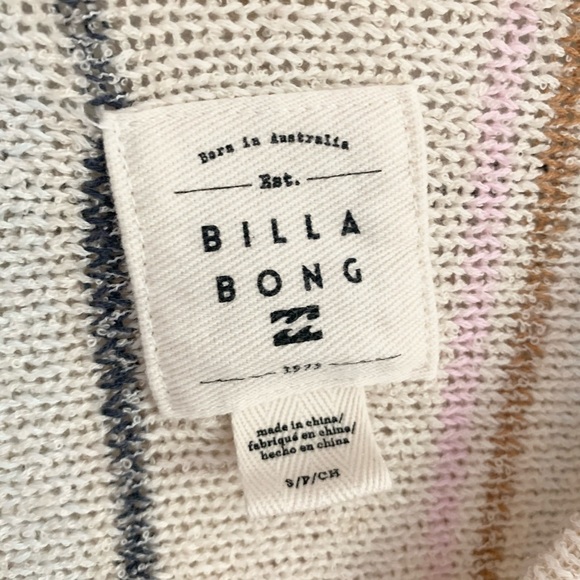 Born in Australia
Est.
BILLA
BONG
1973
made in china/
fabriqué en chine/
hecho en china
S/P/CH